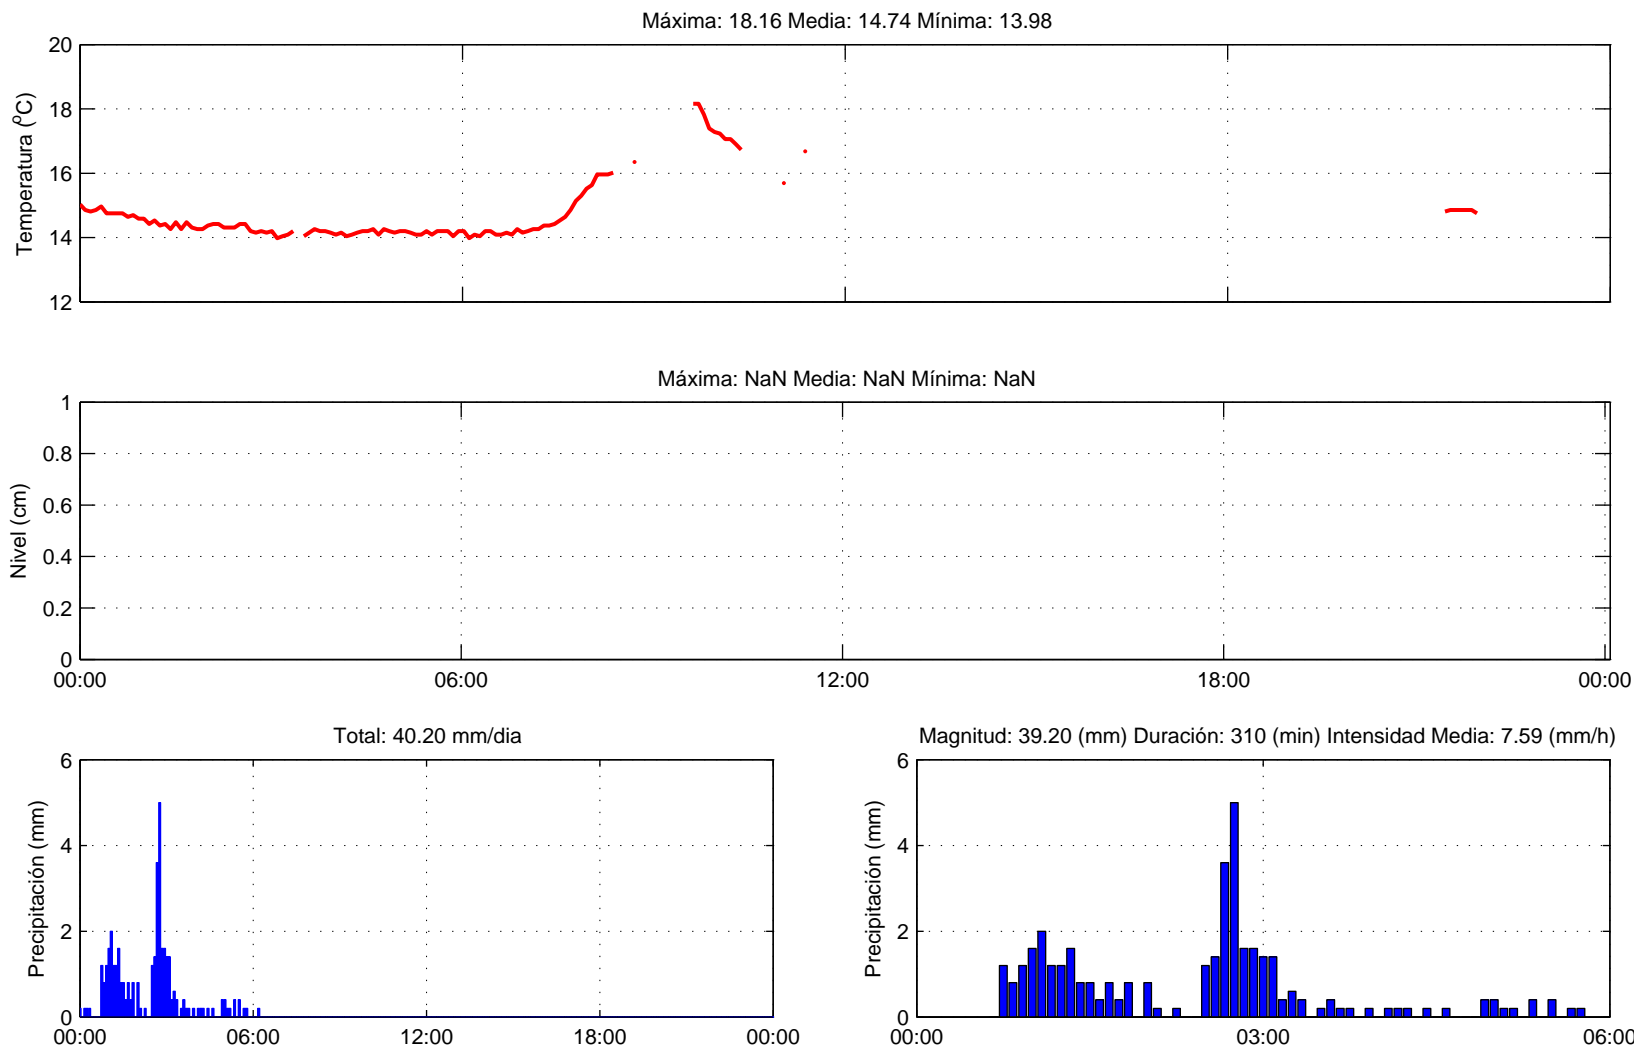 Máxima: 18.16 Media: 14.74 Mínima: 13.98
20
18
16
14
12
Temperatura (ºC)
Máxima: NaN Media: NaN Mínima: NaN
1
0.8
0.6
0.4
0.2
0
Nivel (cm)
00:00 06:00 12:00 18:00 00:00
Total: 40.20 mm/dia
6
4
2
0
Precipitación (mm)
00:00 06:00 12:00 18:00 00:00
Magnitud: 39.20 (mm) Duración: 310 (min) Intensidad Media: 7.59 (mm/h)
6
4
2
0
Precipitación (mm)
00:00 03:00 06:00